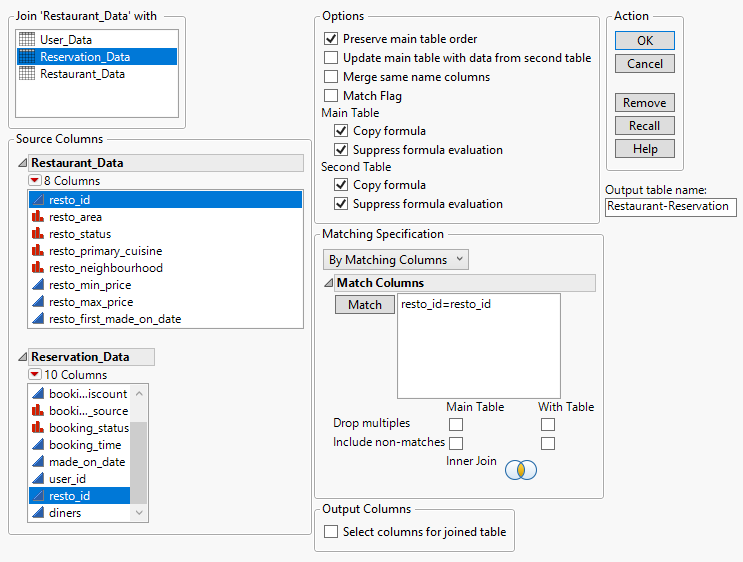 Join 'Restaurant_Data' with
User_Data
Reservation_Data
Restaurant_Data
Source Columns
Restaurant_Data
8 Columns
resto_id
resto_area
resto_status
resto_primary_cuisine
resto_neighbourhood
resto_min_price
resto_max_price
resto_first_made_on_date
Reservation_Data
10 Columns
booki...iscount
booki..._source
booking_status
booking_time
made_on_date
user_id
resto_id
diners
Options
Preserve main table order
Update main table with data from second table
Merge same name columns
Match Flag
Main Table
Copy formula
Suppress formula evaluation
Second Table
Copy formula
Suppress formula evaluation
Matching Specification
By Matching Columns
Match Columns
Match
resto_id=resto_id
Main Table With Table
Drop multiples
Include non-matches
Inner Join
Output Columns
Select columns for joined table
Action
OK
Cancel
Remove
Recall
Help
Output table name:
Restaurant-Reservation